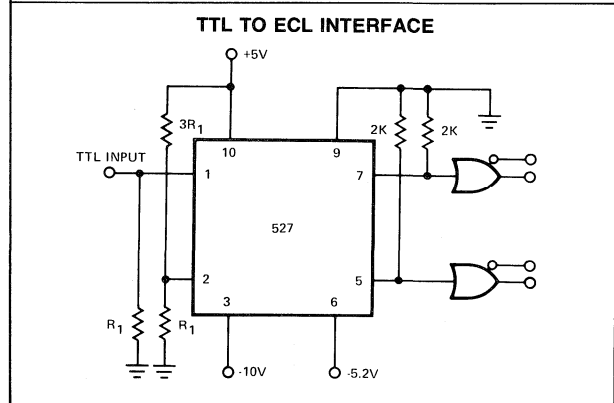 TTL TO ECL INTERFACE
+5V
3R1
2K
2K
TTL INPUT
10
9
1
7
527
2
5
R1
R1
3
6
-10V
-5.2V